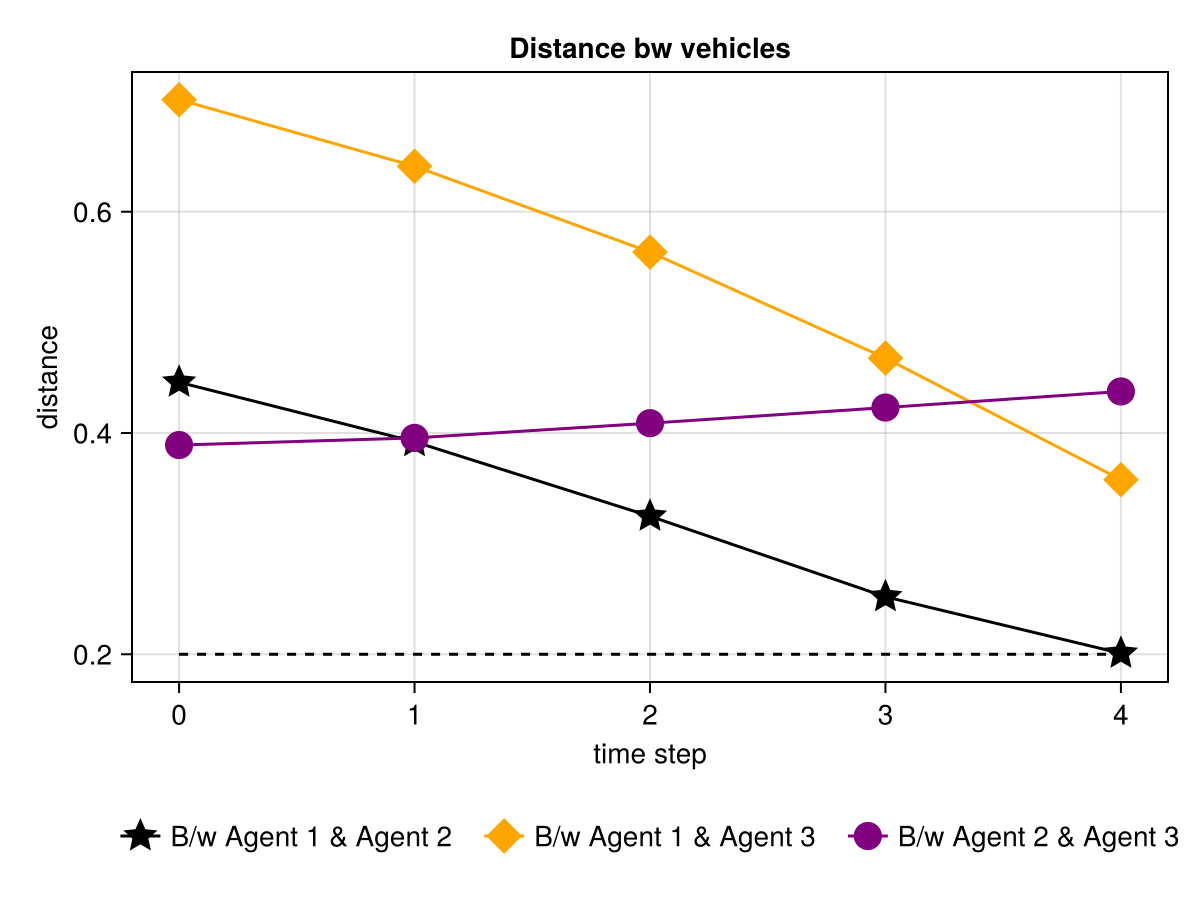 Distance bw vehicles
distance
0.6
0.4
0.2
0 1 2 3 4
time step
B/w Agent 1 & Agent 2 B/w Agent 1 & Agent 3 B/w Agent 2 & Agent 3